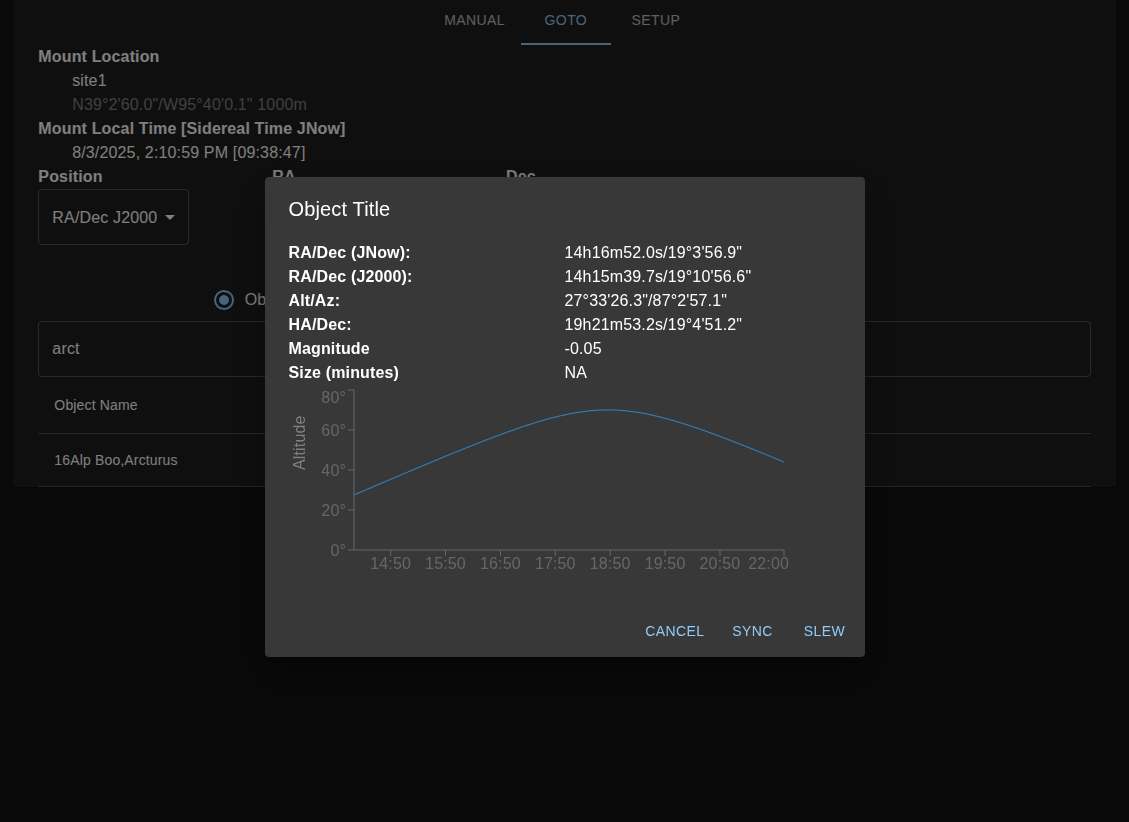 MANUAL GOTO SETUP
Mount Location
site1
N39°2'60.0"/W95°40'0.1" 1000m
Mount Local Time [Sidereal Time JNow]
8/3/2025, 2:10:59 PM [09:38:47]
Position RA Dec
RA/Dec J2000
Ob
arct
Object Name
16Alp Boo,Arcturus
Object Title
RA/Dec (JNow): 14h16m52.0s/19°3'56.9"
RA/Dec (J2000): 14h15m39.7s/19°10'56.6"
Alt/Az: 27°33'26.3"/87°2'57.1"
HA/Dec: 19h21m53.2s/19°4'51.2"
Magnitude -0.05
Size (minutes) NA
Altitude
80°
60°
40°
20°
0°
14:50 15:50 16:50 17:50 18:50 19:50 20:50 22:00
CANCEL SYNC SLEW